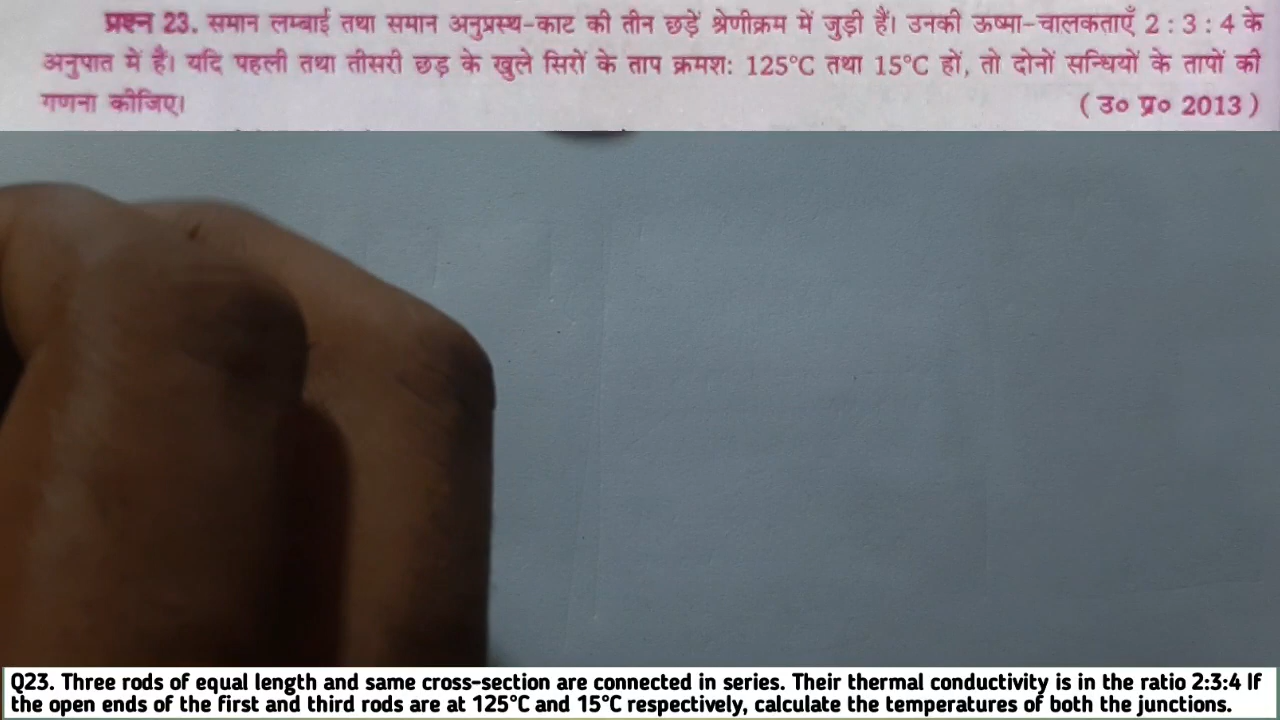 प्रश्न 23. समान लम्बाई तथा समान अनुप्रस्थ-काट की तीन छड़ें श्रेणीक्रम में जुड़ी हैं। उनकी ऊष्मा-चालकताएँ 2 : 3 : 4 के
अनुपात में हैं। यदि पहली तथा तीसरी छड़ के खुले सिरों के ताप क्रमशः 125°C तथा 15°C हों, तो दोनों सन्धियों के तापों की
गणना कीजिए। ( उ० प्र० 2013 )
Q23. Three rods of equal length and same cross-section are connected in series. Their thermal conductivity is in the ratio 2:3:4 If
the open ends of the first and third rods are at 125°C and 15°C respectively, calculate the temperatures of both the junctions.